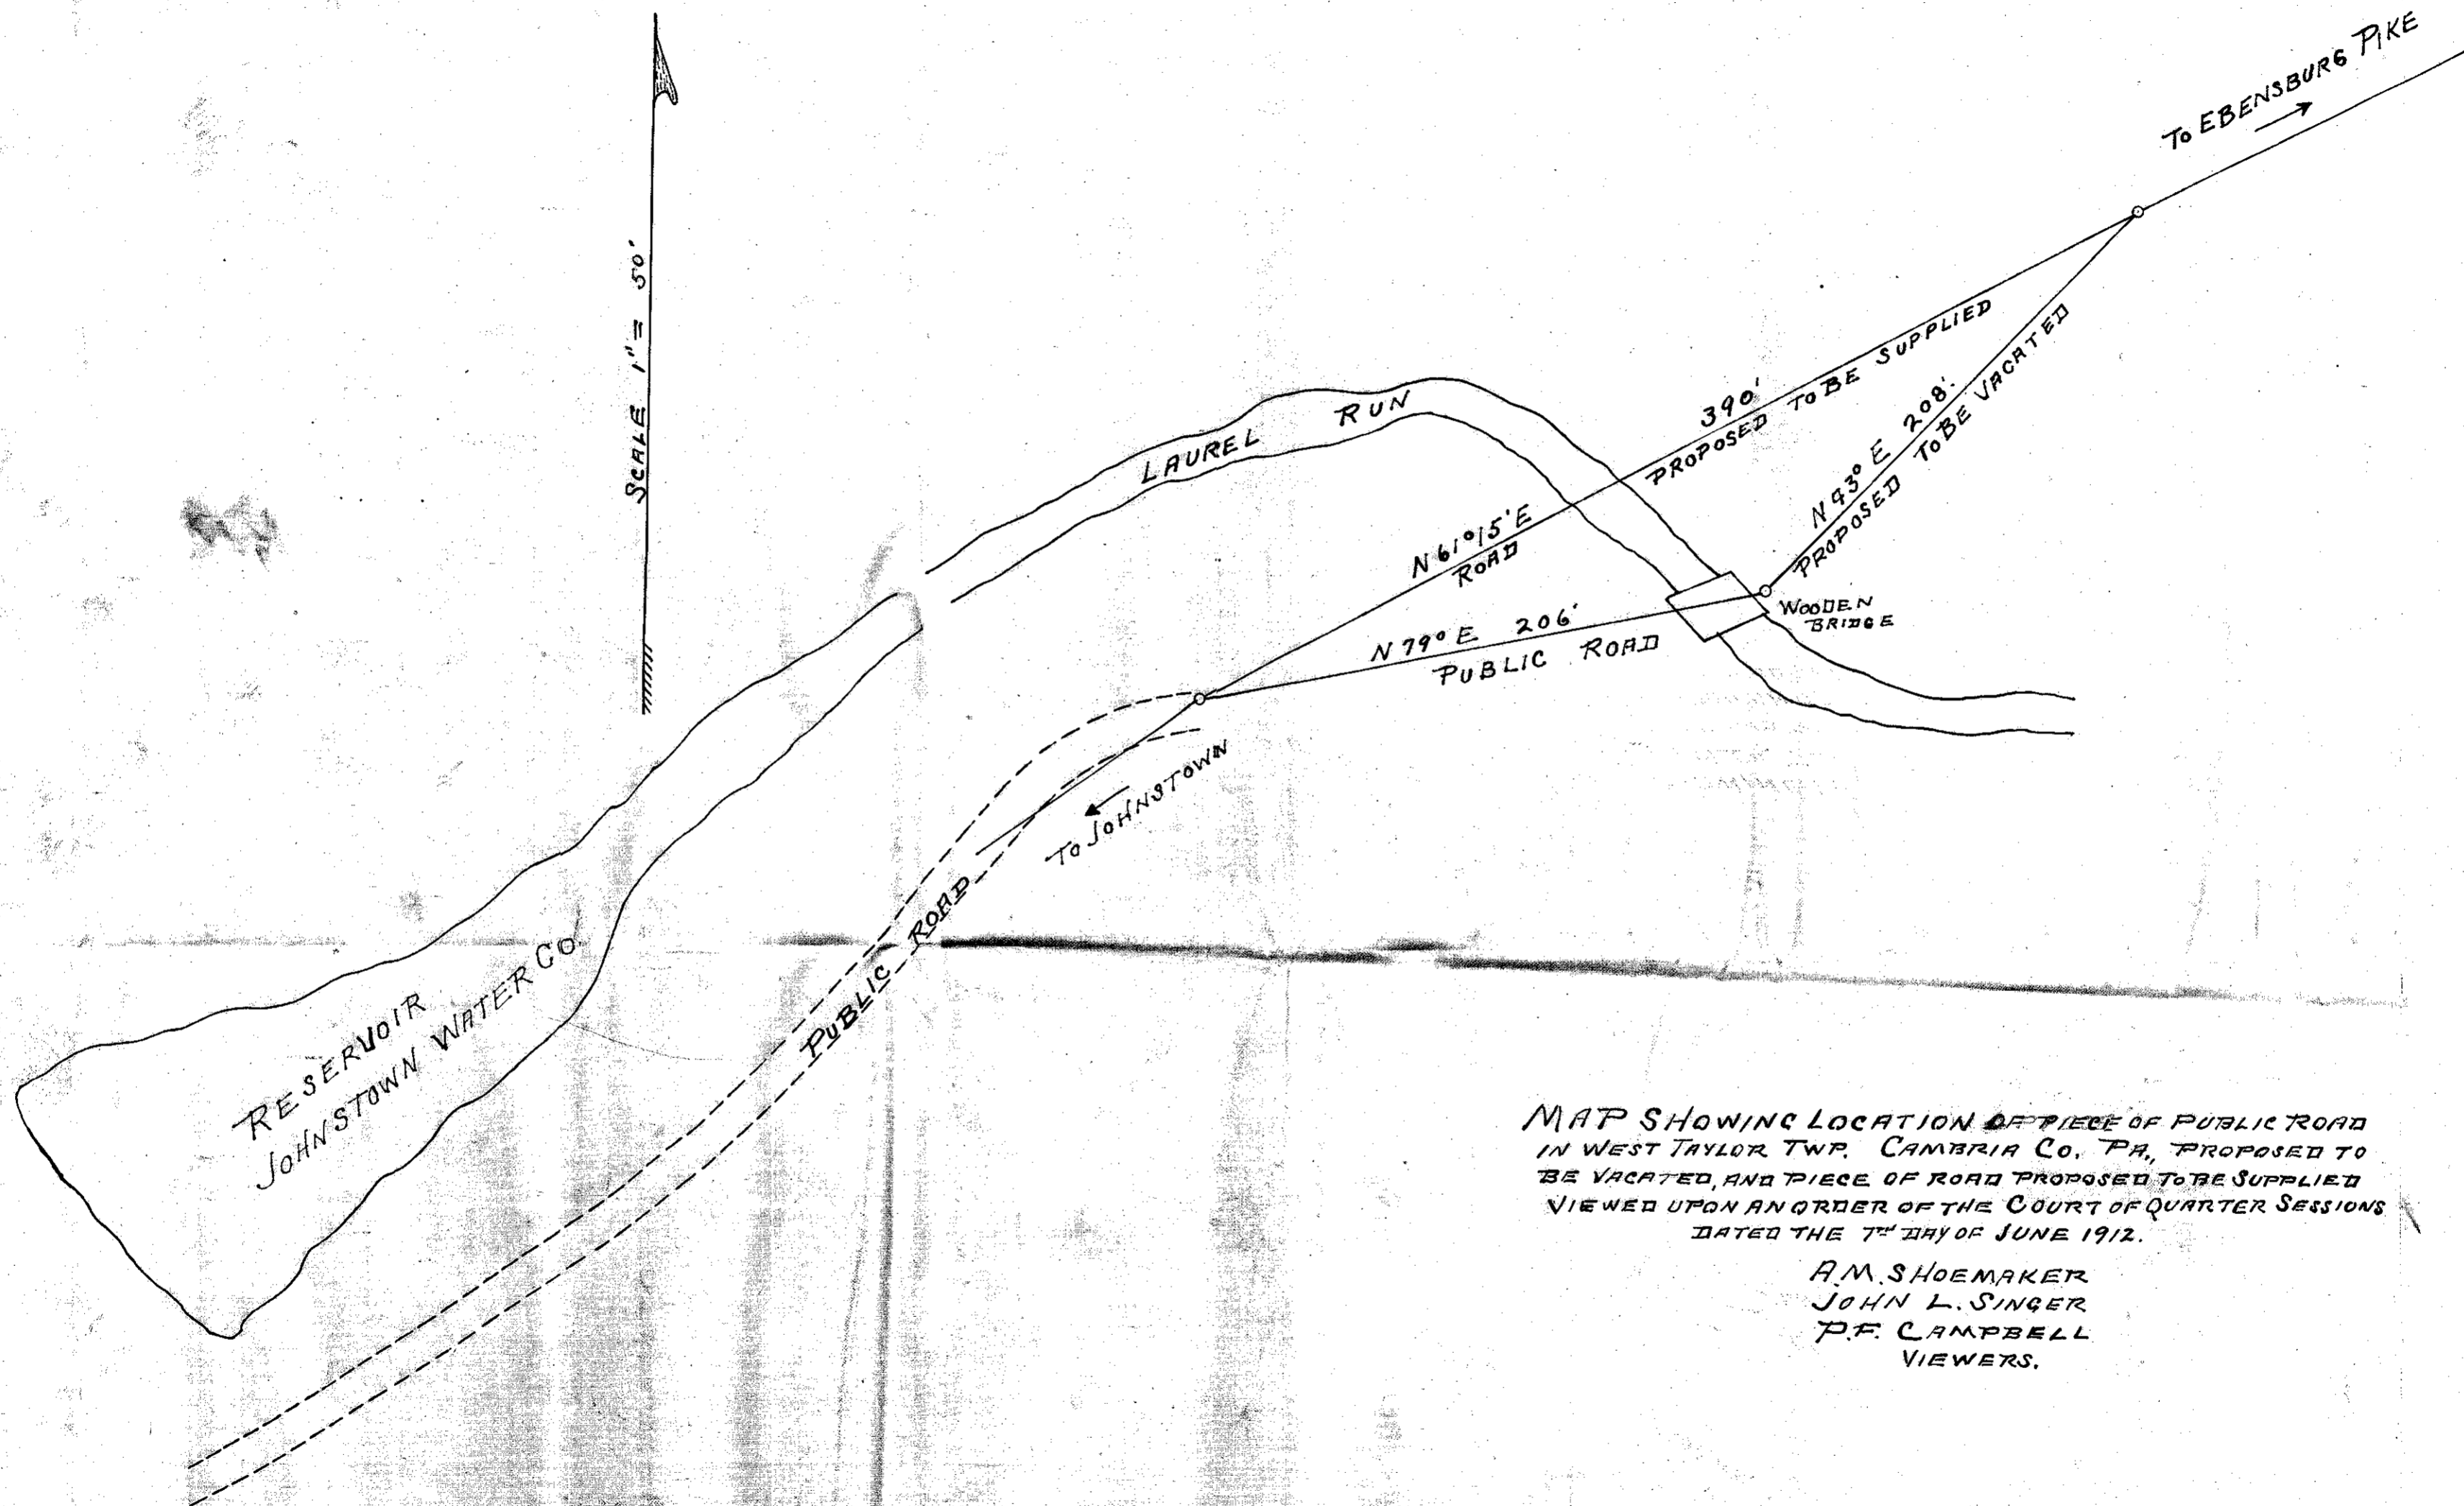 To EBENSBURG PIKE
SCALE 1" = 50'
LAUREL RUN
390'
PROPOSED TO BE SUPPLIED
N 61° 15' E
ROAD
N 43° E 208'.
PROPOSED TO BE VACATED
WOODEN
BRIDGE
N 79° E 206'
PUBLIC ROAD
To JOHNSTOWN
PUBLIC ROAD
RESERVOIR
JOHNSTOWN WATER CO.
MAP SHOWING LOCATION OF PIECE OF PUBLIC ROAD
IN WEST TAYLOR TWP. CAMBRIA CO. PA., PROPOSED TO
BE VACATED, AND PIECE OF ROAD PROPOSED TO BE SUPPLIED
VIEWED UPON AN ORDER OF THE COURT OF QUARTER SESSIONS
DATED THE 7TH DAY OF JUNE 1912.
A.M. SHOEMAKER
JOHN L. SINGER
P.F. CAMPBELL
VIEWERS.